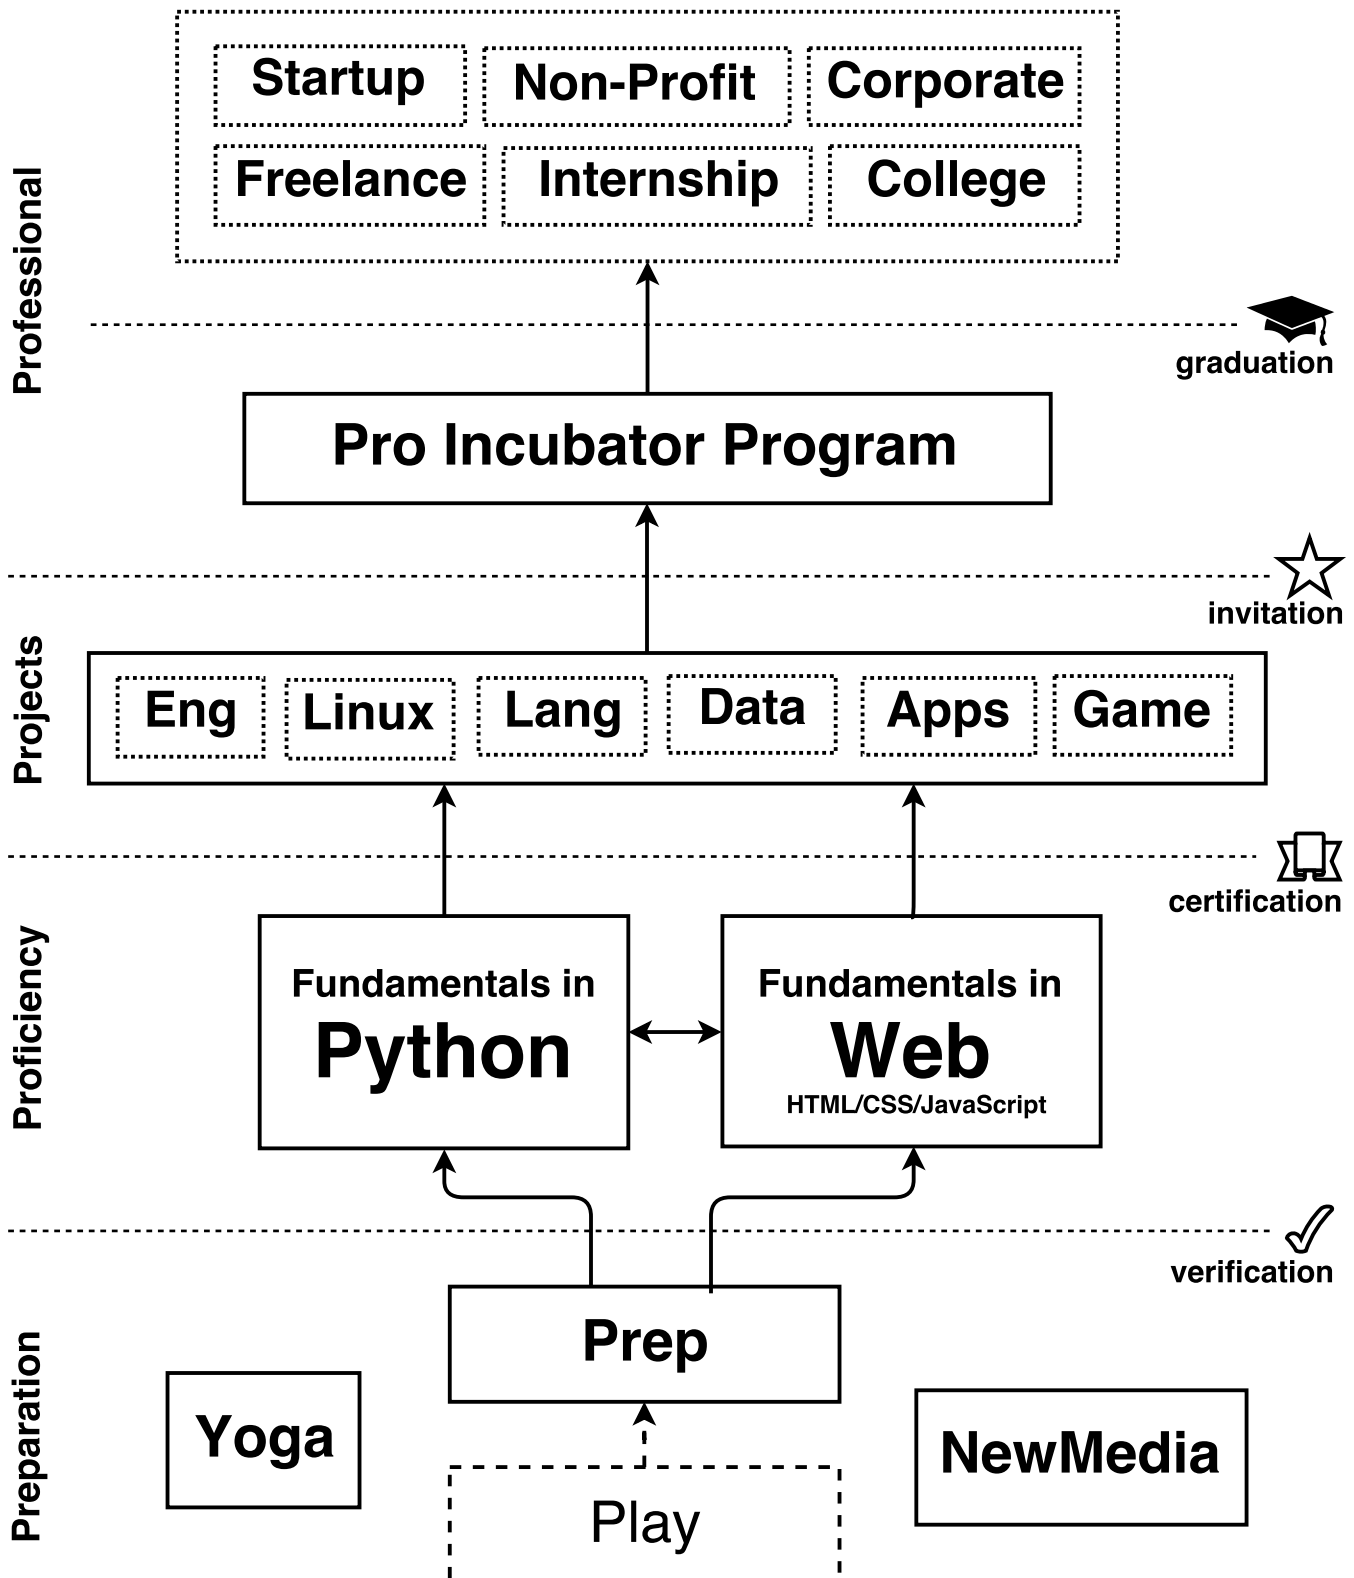 Startup
Non-Profit
Corporate
Freelance
Internship
College
Professional
graduation
Pro Incubator Program
invitation
Projects
Eng
Linux
Lang
Data
Apps
Game
certification
Proficiency
Fundamentals in
Python
Fundamentals in
Web
HTML/CSS/JavaScript
verification
Preparation
Prep
Yoga
NewMedia
Play